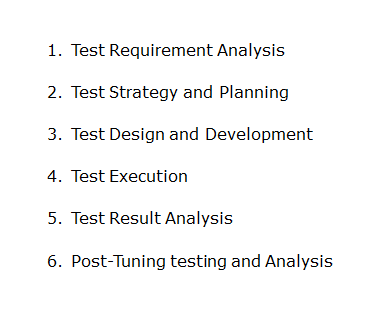 1. Test Requirement Analysis
2. Test Strategy and Planning
3. Test Design and Development
4. Test Execution
5. Test Result Analysis
6. Post-Tuning testing and Analysis